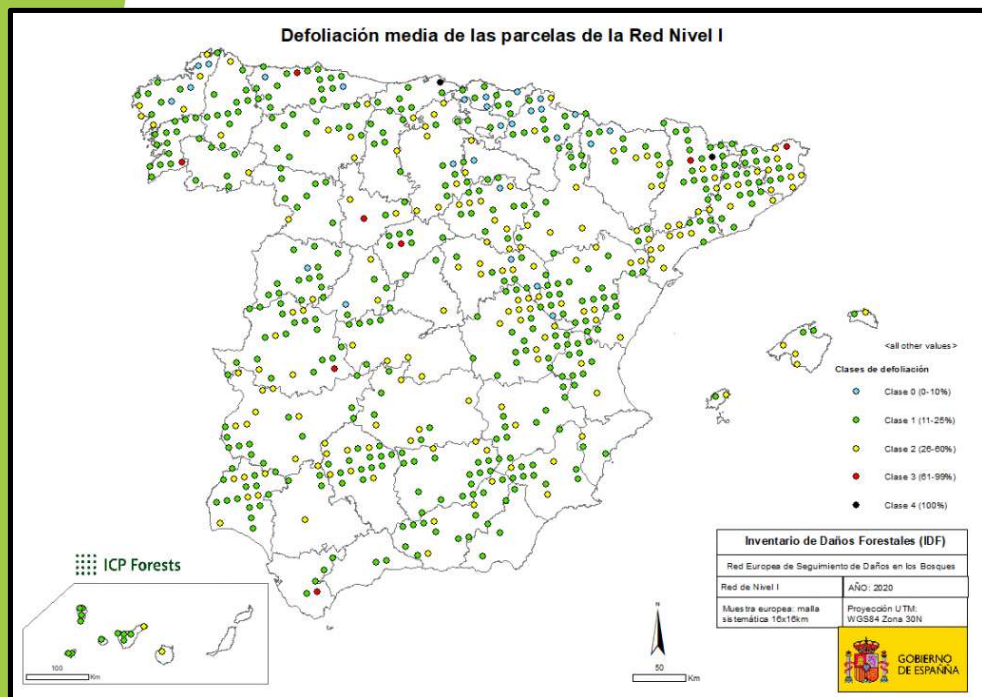 Defoliación media de las parcelas de la Red Nivel I
<all other values>
Clases de defoliación
Clase 0 (0-10%)
Clase 1 (11-25%)
Clase 2 (26-60%)
Clase 3 (61-99%)
Clase 4 (100%)
Inventario de Daños Forestales (IDF)
Red Europea de Seguimiento de Daños en los Bosques
Red de Nivel I
AÑO: 2020
Muestra europea: malla
sistemática 16x16km
Proyección UTM:
WGS84 Zona 30N
GOBIERNO
DE ESPAÑNA
ICP Forests
100
Km
N
50
Km